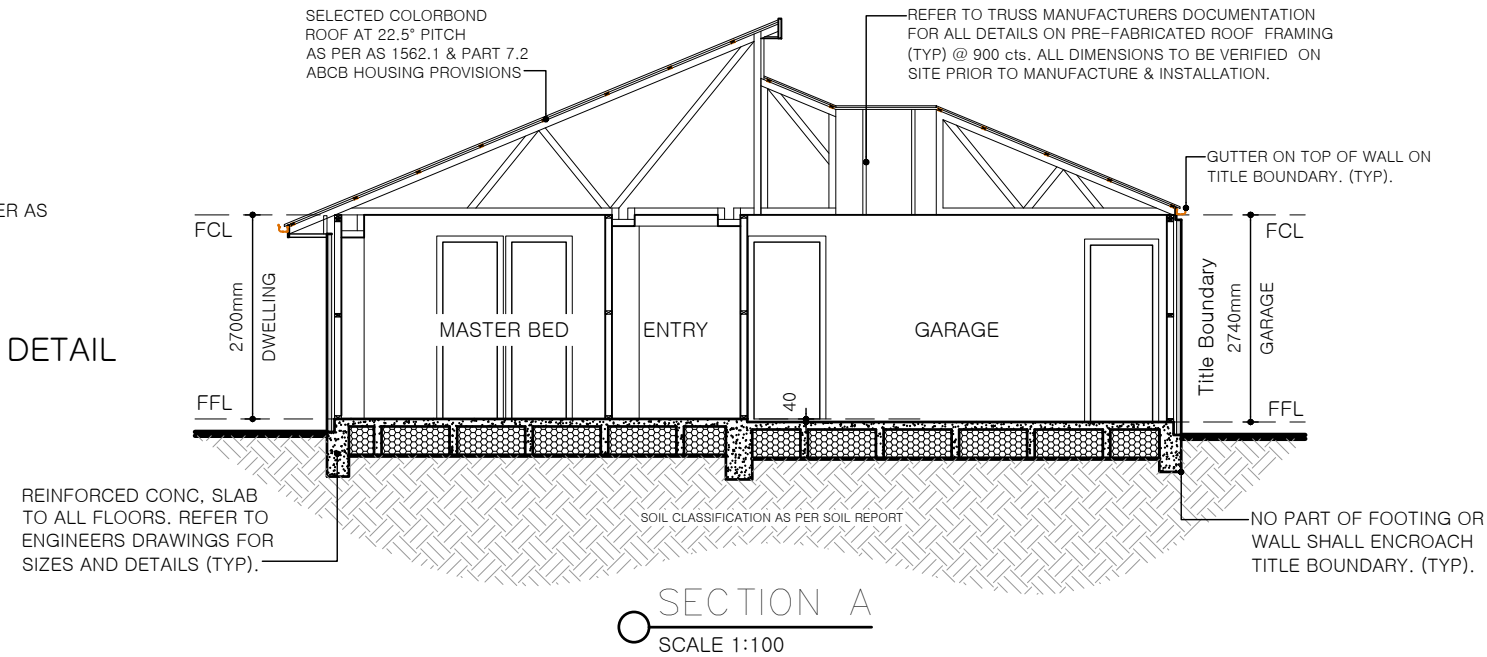 SELECTED COLORBOND
ROOF AT 22.5° PITCH
AS PER AS 1562.1 & PART 7.2
ABCB HOUSING PROVISIONS
REFER TO TRUSS MANUFACTURERS DOCUMENTATION
FOR ALL DETAILS ON PRE-FABRICATED ROOF FRAMING
(TYP) @ 900 cts. ALL DIMENSIONS TO BE VERIFIED ON
SITE PRIOR TO MANUFACTURE & INSTALLATION.
GUTTER ON TOP OF WALL ON
TITLE BOUNDARY. (TYP).
ER AS
FCL
FCL
2700mm
DWELLING
MASTER BED
ENTRY
GARAGE
Title Boundary
2740mm
GARAGE
DETAIL
40
FFL
FFL
REINFORCED CONC, SLAB
TO ALL FLOORS. REFER TO
ENGINEERS DRAWINGS FOR
SIZES AND DETAILS (TYP).
SOIL CLASSIFICATION AS PER SOIL REPORT
NO PART OF FOOTING OR
WALL SHALL ENCROACH
TITLE BOUNDARY. (TYP).
SECTION A
SCALE 1:100